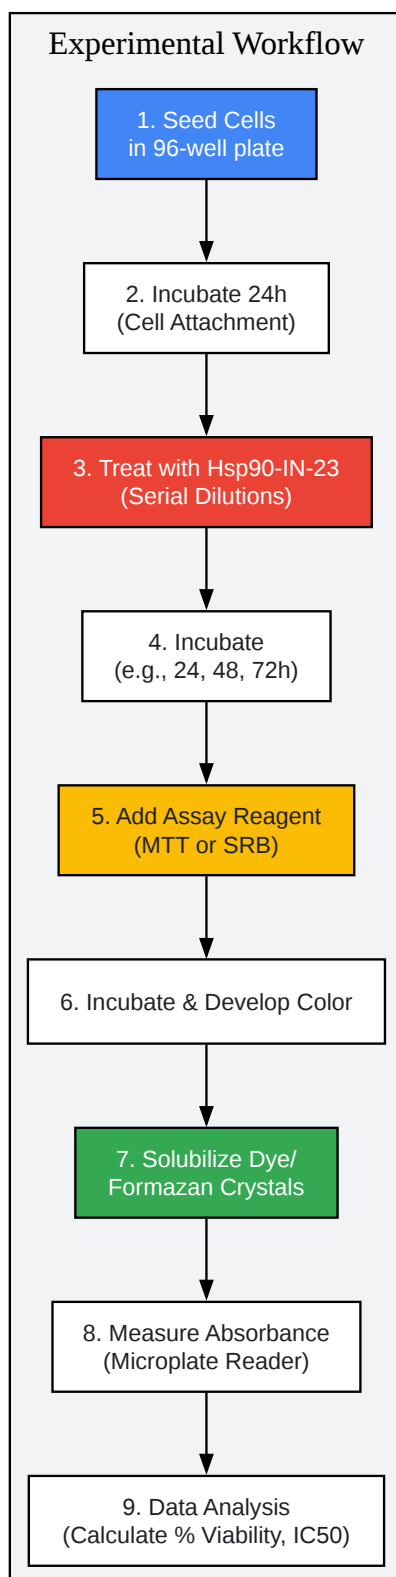 Experimental Workflow
1. Seed Cells
in 96-well plate
2. Incubate 24h
(Cell Attachment)
3. Treat with Hsp90-IN-23
(Serial Dilutions)
4. Incubate
(e.g., 24, 48, 72h)
5. Add Assay Reagent
(MTT or SRB)
6. Incubate & Develop Color
7. Solubilize Dye/
Formazan Crystals
8. Measure Absorbance
(Microplate Reader)
9. Data Analysis
(Calculate % Viability, IC50)